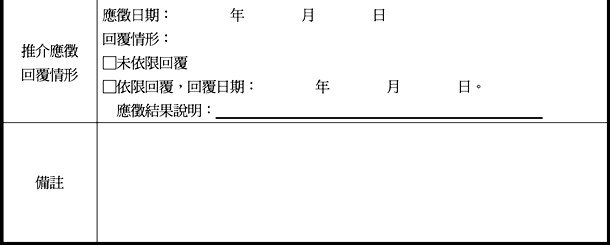 應徵日期：　　　年　　　月　　　日
推介應徵
回覆情形
回覆情形：
□未依限回覆
□依限回覆，回覆日期：　　　年　　　月　　　日。
應徵結果說明：
備註